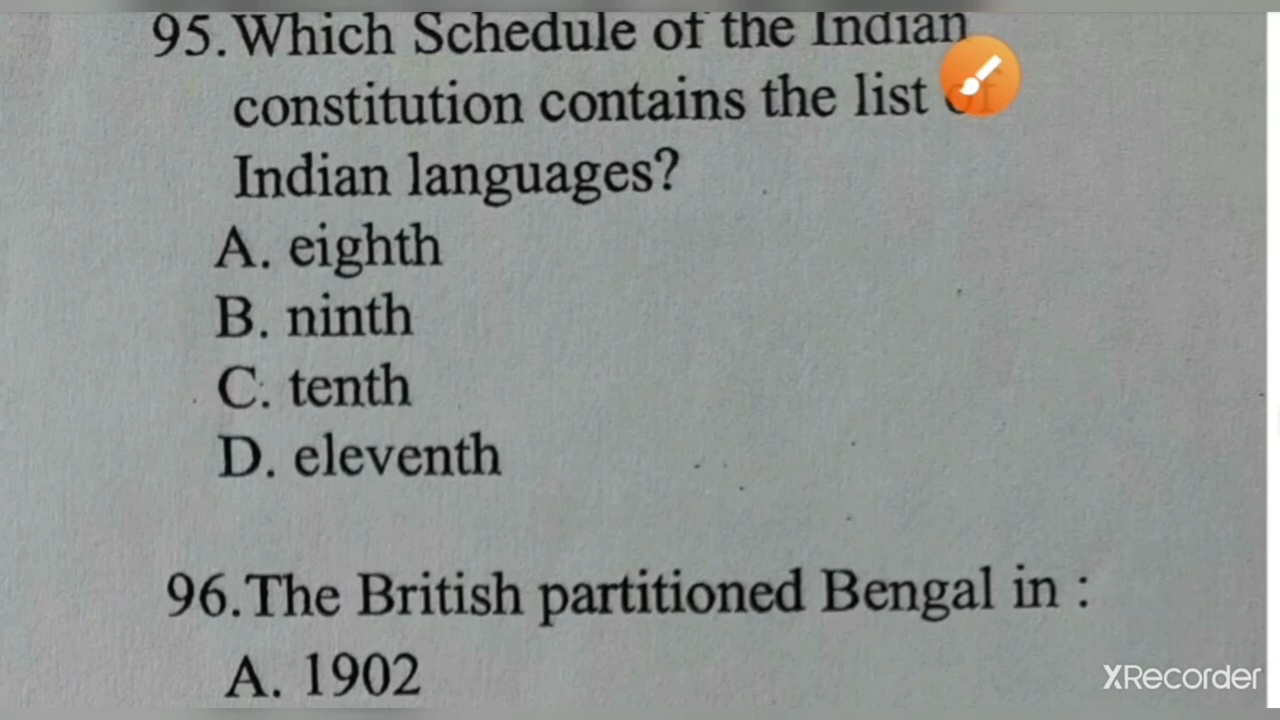 95. Which Schedule of the Indian
constitution contains the list
Indian languages?
A. eighth
B. ninth
C. tenth
D. eleventh
96. The British partitioned Bengal in :
A. 1902
XRecorder